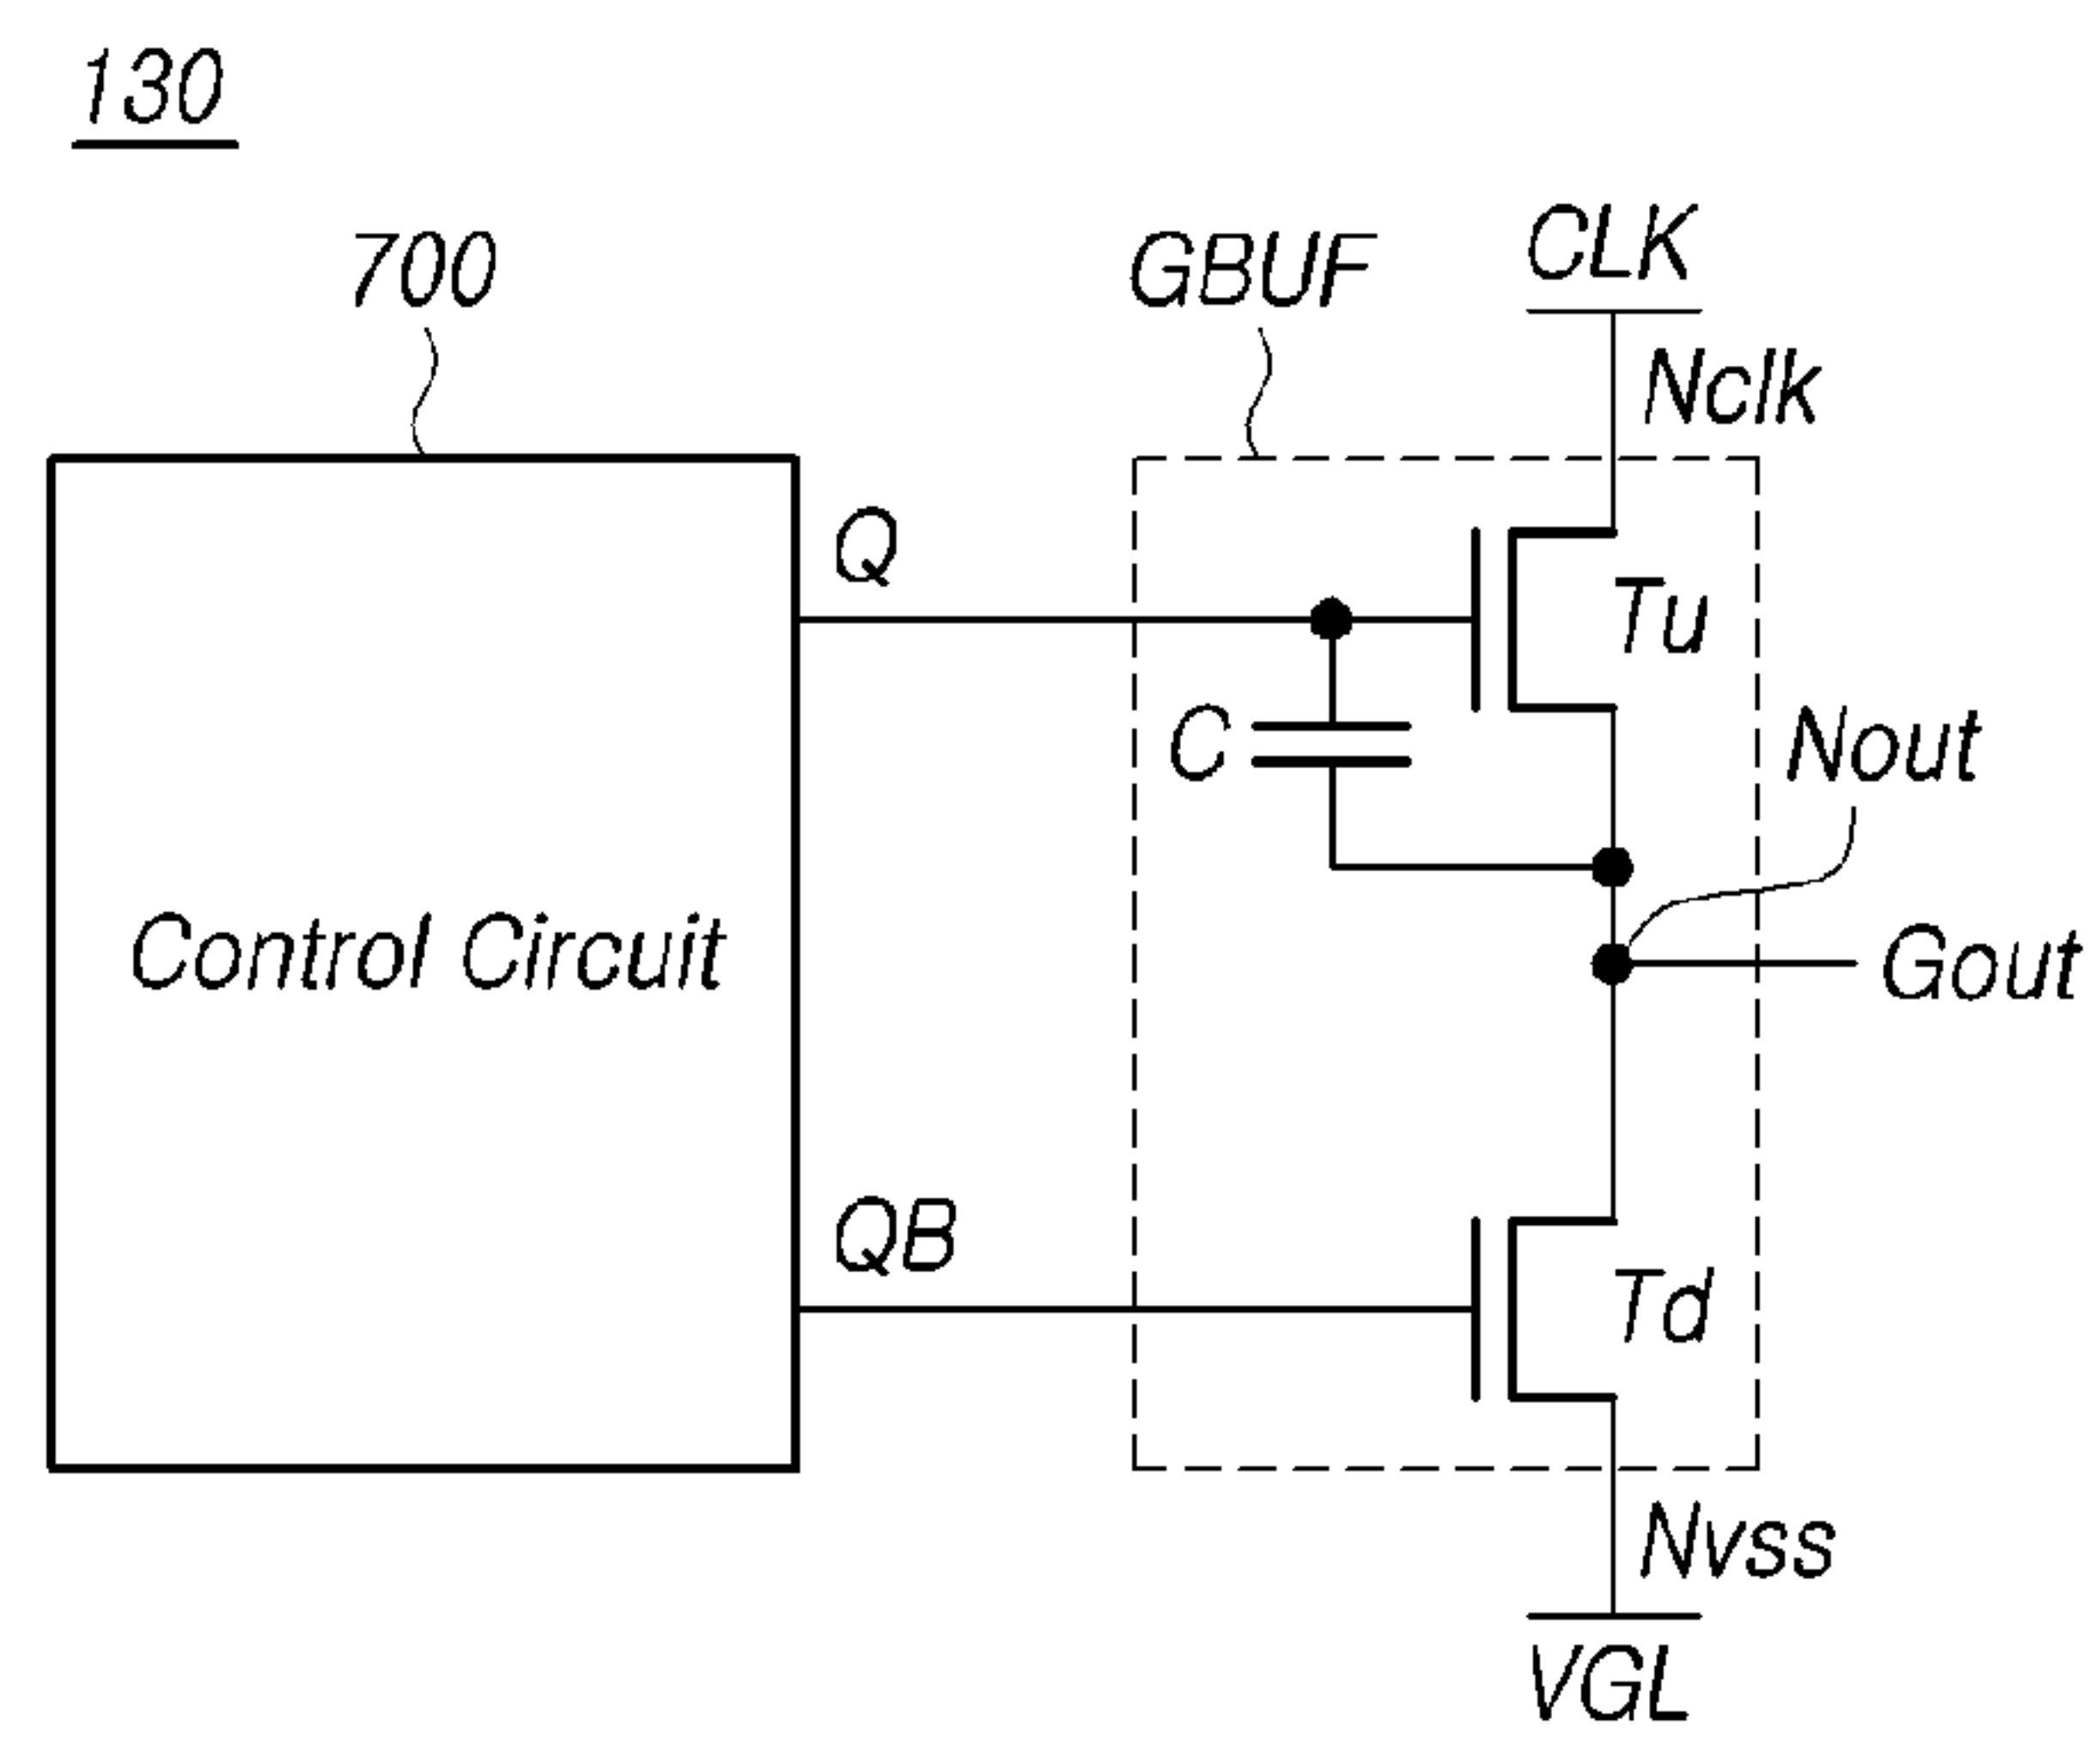 130
700
GBUF
CLK
Nclk
Q
Tu
C
Nout
Control Circuit
Gout
QB
Td
Nvss
VGL